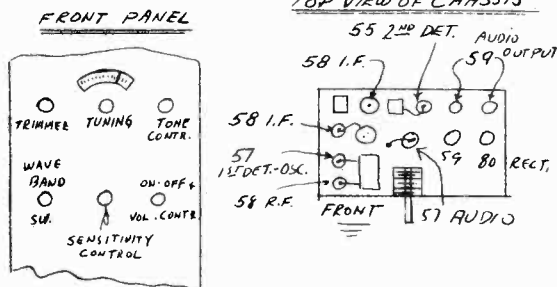 FRONT PANEL
TRIMMER TUNING TONE CONTR.
WAVE BAND SW.
SENSITIVITY CONTROL
ON-OFF & VOL. CONTR.
TOP VIEW OF CHASSIS
55 2ND DET.
AUDIO OUTPUT
59
58 I.F.
58 I.F.
57 1ST DET.-OSC.
58 R.F.
59 80 RECT.
FRONT
57 AUDIO